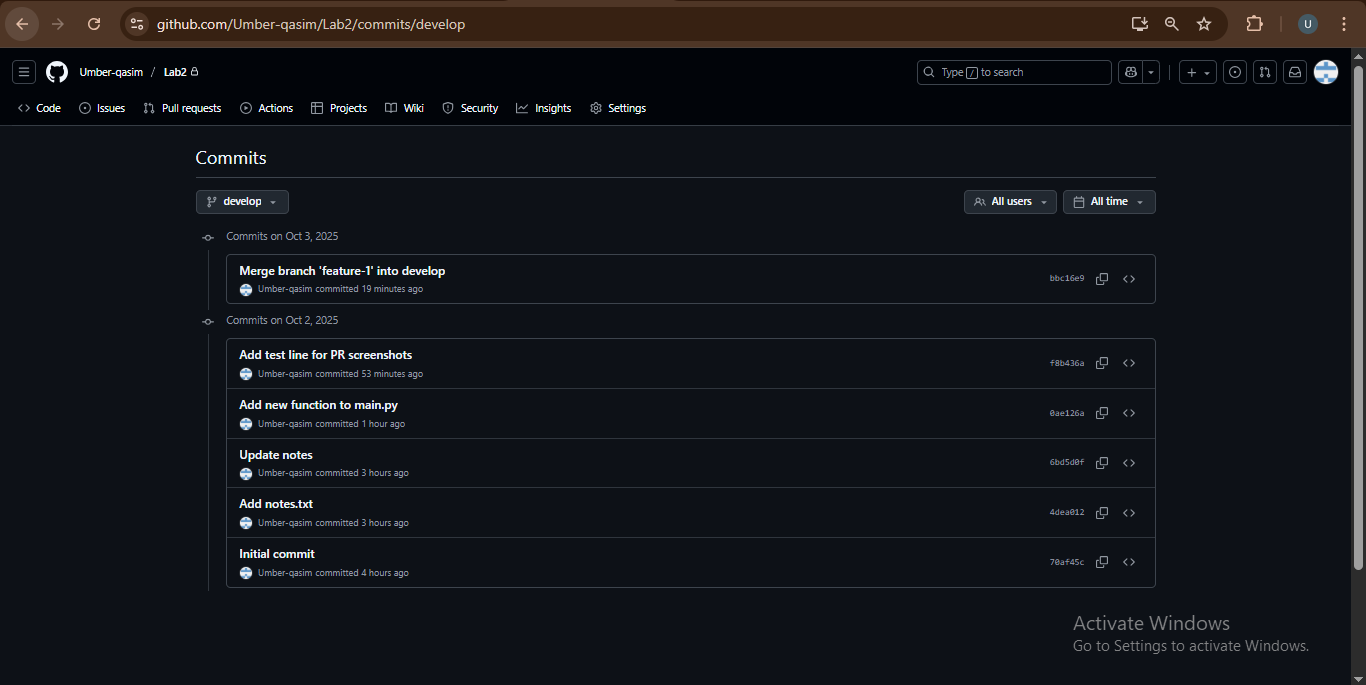 github.com/Umber-qasim/Lab2/commits/develop
U
Umber-qasim / Lab2
Type / to search
Code Issues Pull requests Actions Projects Wiki Security Insights Settings
Commits
develop
All users All time
Commits on Oct 3, 2025
Merge branch 'feature-1' into develop
bbc16e9
Umber-qasim committed 19 minutes ago
Commits on Oct 2, 2025
Add test line for PR screenshots
f8b436a
Umber-qasim committed 53 minutes ago
Add new function to main.py
0ae126a
Umber-qasim committed 1 hour ago
Update notes
6bd5d0f
Umber-qasim committed 3 hours ago
Add notes.txt
4dea012
Umber-qasim committed 3 hours ago
Initial commit
70af45c
Umber-qasim committed 4 hours ago
Activate Windows
Go to Settings to activate Windows.